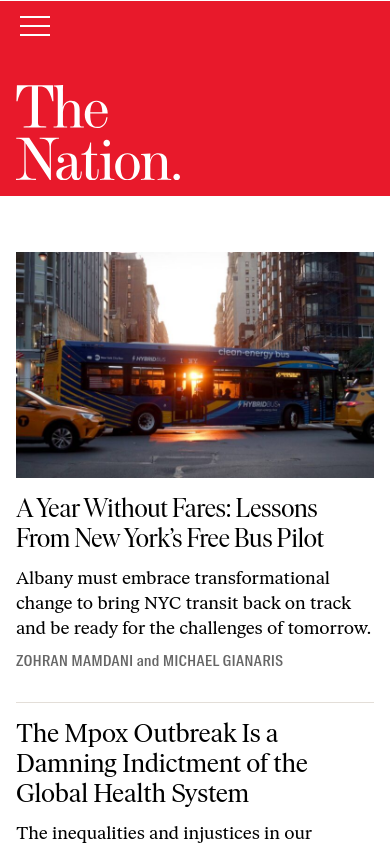 The
Nation.
clean-energy bus
HYBRIDBUS
HYBRIDBUS
A Year Without Fares: Lessons
From New York’s Free Bus Pilot
Albany must embrace transformational
change to bring NYC transit back on track
and be ready for the challenges of tomorrow.
ZOHRAN MAMDANI and MICHAEL GIANARIS
The Mpox Outbreak Is a
Damning Indictment of the
Global Health System
The inequalities and injustices in our